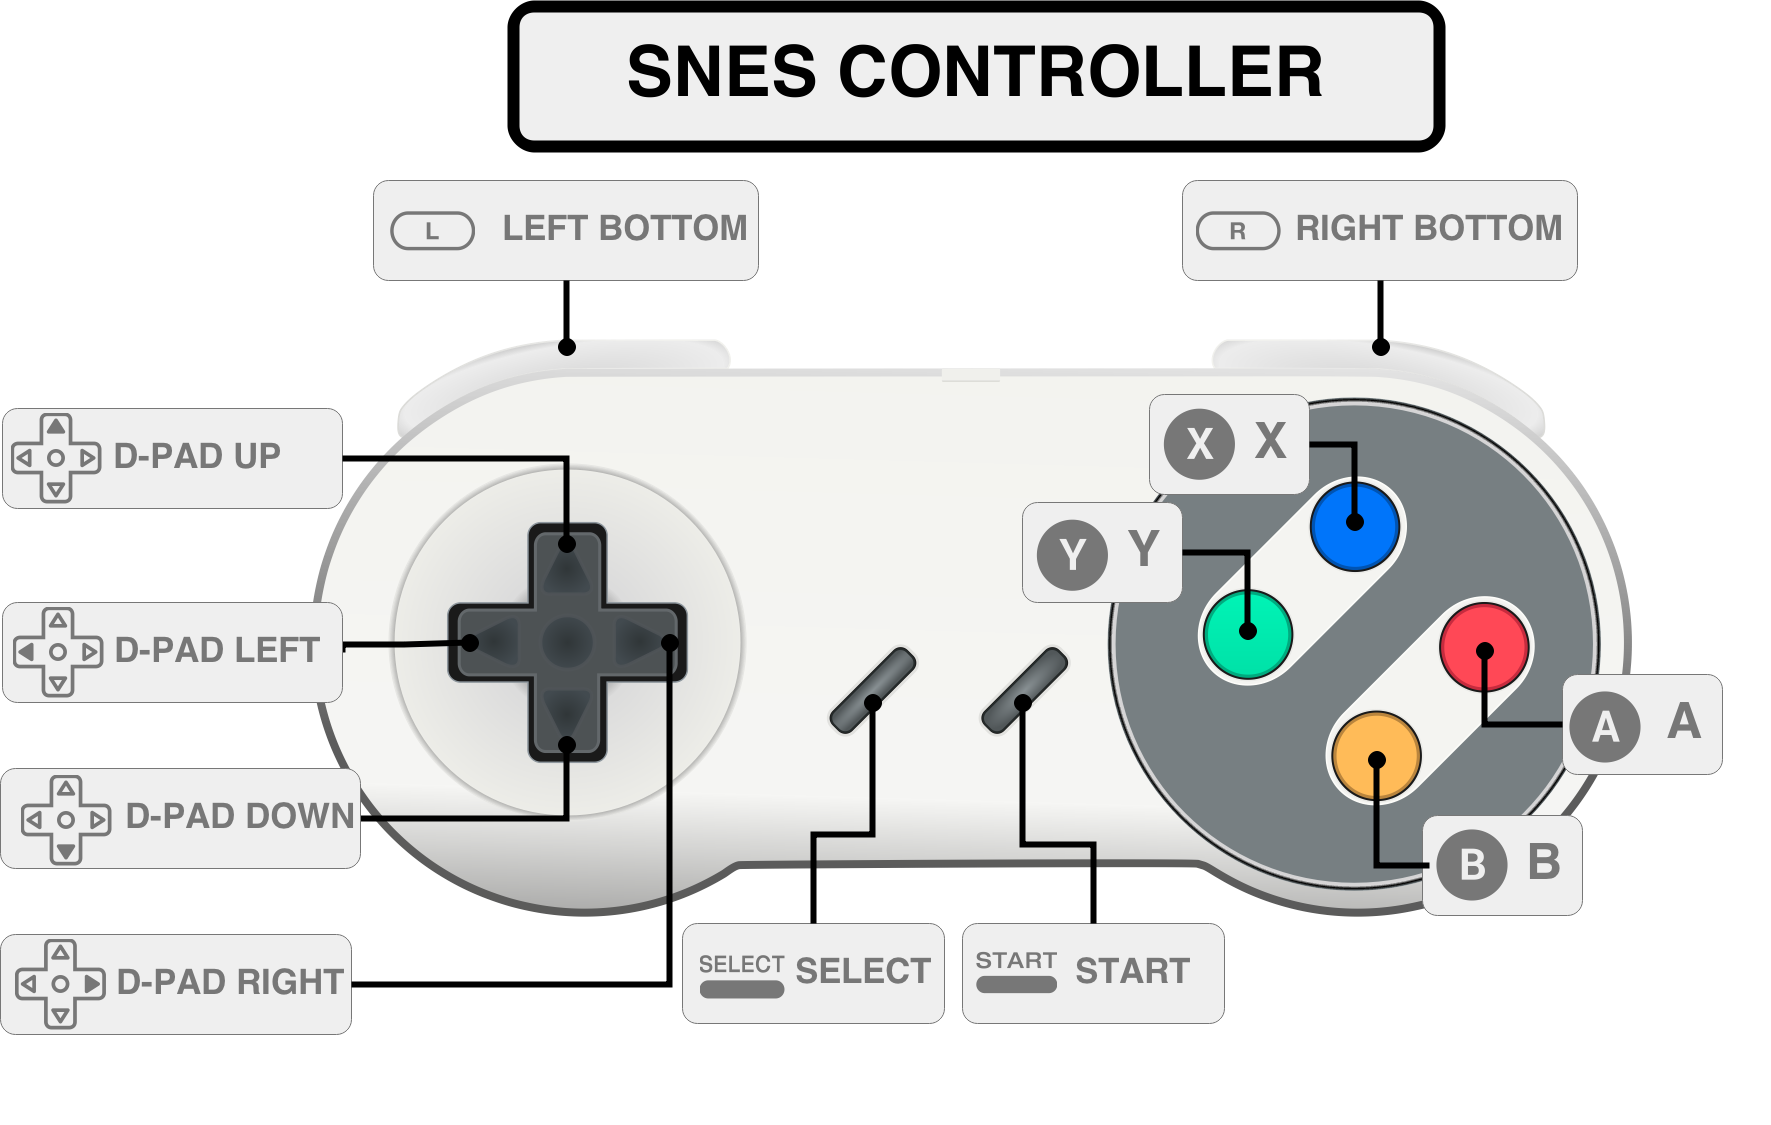 SNES CONTROLLER
L LEFT BOTTOM
R RIGHT BOTTOM
X X
D-PAD UP
Y Y
D-PAD LEFT
A A
D-PAD DOWN
B B
D-PAD RIGHT
SELECT SELECT
START START